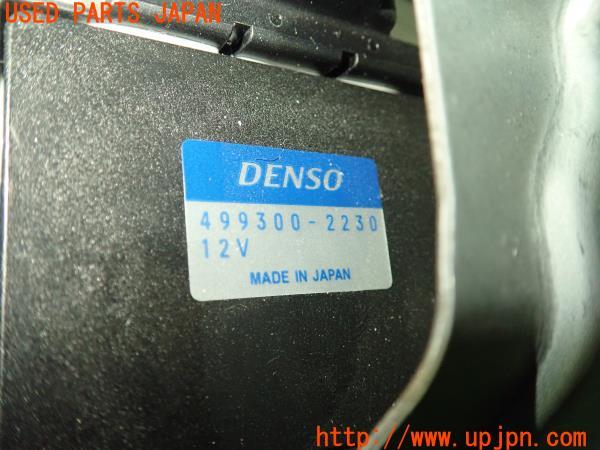 USED PARTS JAPAN
DENSO
499300-2230
12V
MADE IN JAPAN
http://www.upjpn.com/